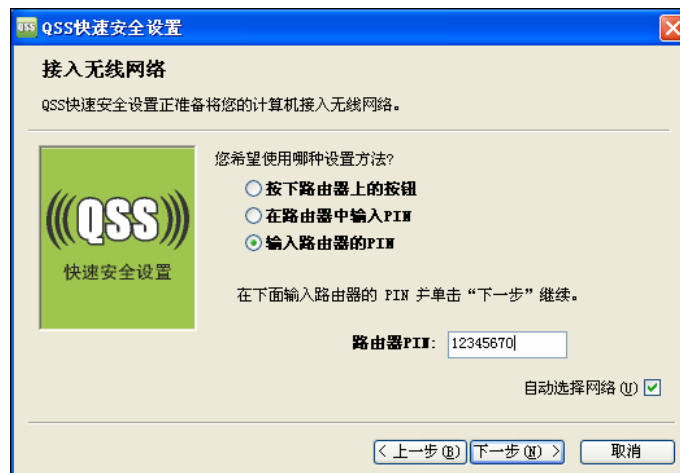 QSS QSS快速安全设置
接入无线网络
QSS快速安全设置正准备将您的计算机接入无线网络。
您希望使用哪种设置方法?
按下路由器上的按钮
在路由器中输入PIN
输入路由器的PIN
QSS
快速安全设置
在下面输入路由器的 PIN 并单击“下一步”继续。
路由器PIN: 12345670
自动选择网络(U)
< 上一步(B) 下一步(N) > 取消